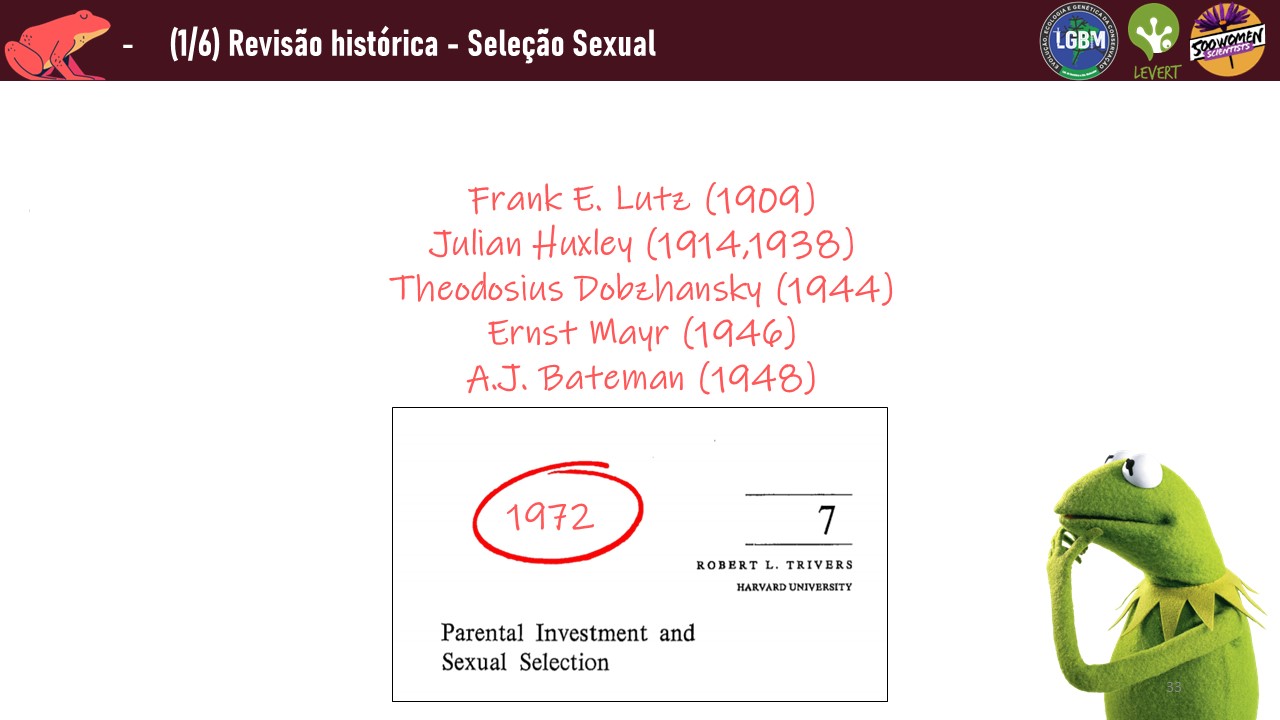 - (1/6) Revisão histórica - Seleção Sexual
EVOLUÇÃO, ECOLOGIA E GENÉTICA DA CONSERVAÇÃO
LGBM
LEVERT
500 WOMEN
SCIENTISTS
Frank E. Lutz (1909)
Julian Huxley (1914,1938)
Theodosius Dobzhansky (1944)
Ernst Mayr (1946)
A.J. Bateman (1948)
1972
7
ROBERT L. TRIVERS
HARVARD UNIVERSITY
Parental Investment and
Sexual Selection
33